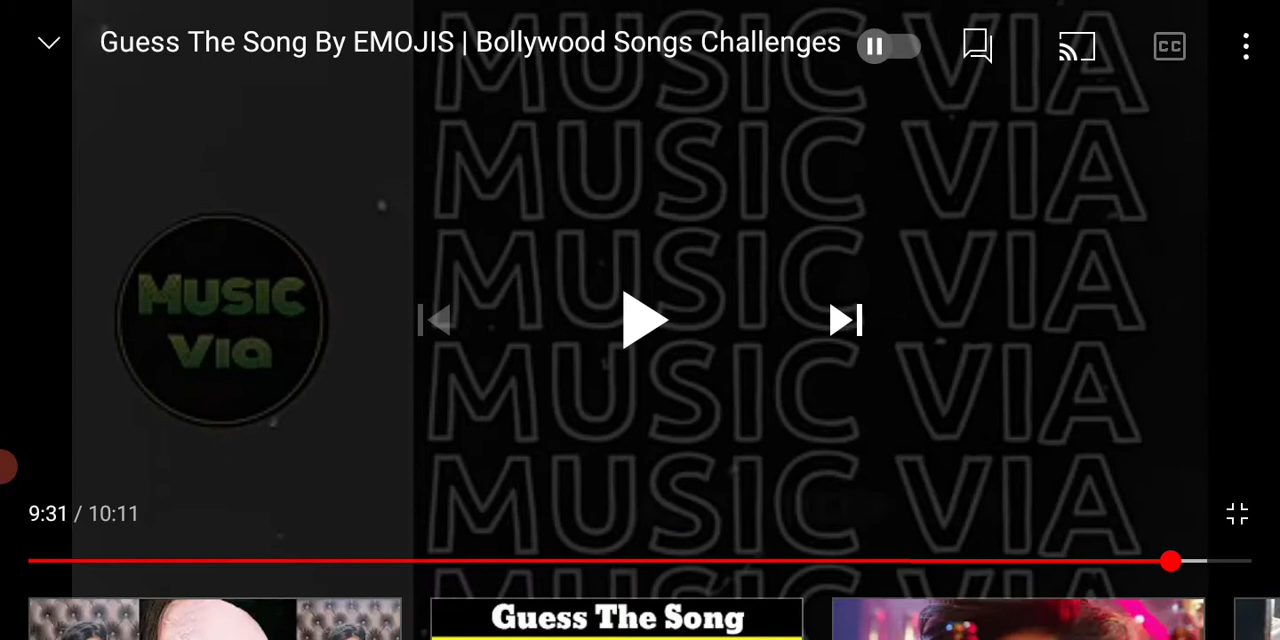 Guess The Song By EMOJIS | Bollywood Songs Challenges
CC
MUSIC VIA
MUSIC VIA
MUSIC VIA
MUSIC VIA
MUSIC VIA
MUSIC VIA
Music
Via
9:31 / 10:11
Guess The Song